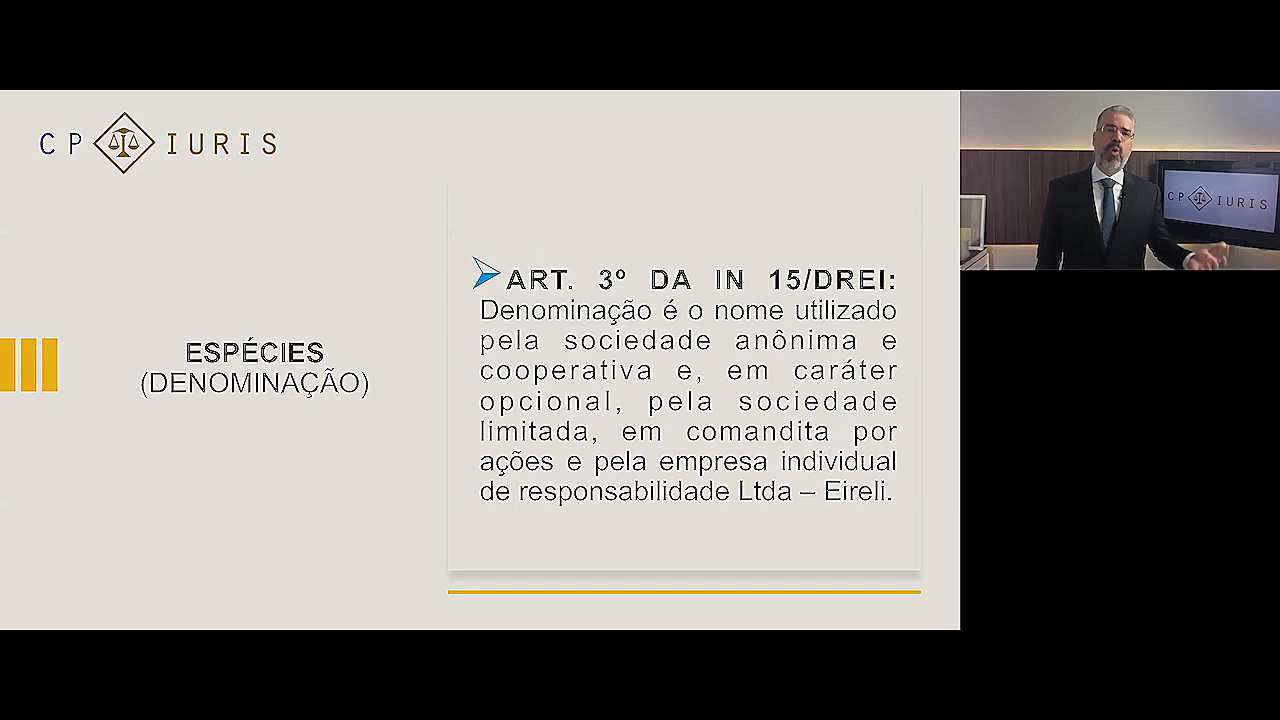 CP IURIS
CP IURIS
ESPÉCIES
(DENOMINAÇÃO)
ART. 3º DA IN 15/DREI:
Denominação é o nome utilizado
pela sociedade anônima e
cooperativa e, em caráter
opcional, pela sociedade
limitada, em comandita por
ações e pela empresa individual
de responsabilidade Ltda – Eireli.